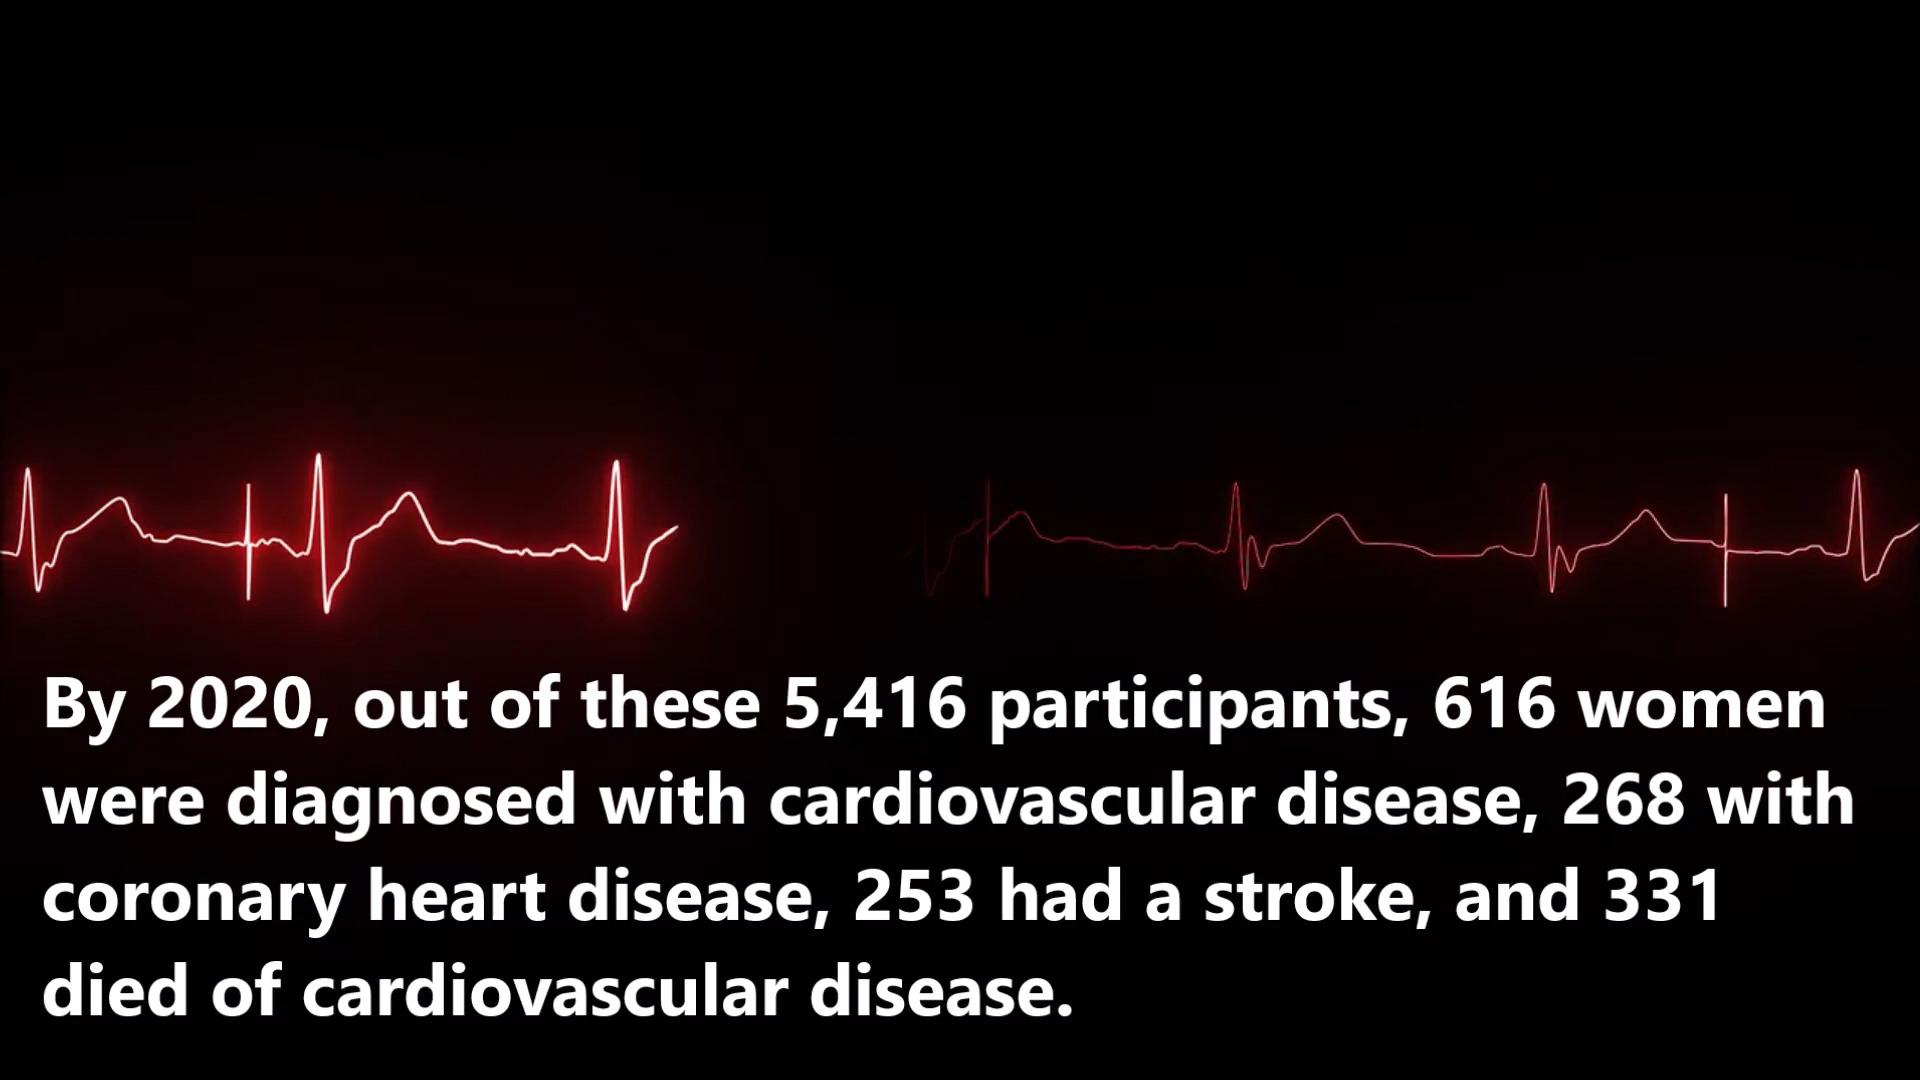 By 2020, out of these 5,416 participants, 616 women
were diagnosed with cardiovascular disease, 268 with
coronary heart disease, 253 had a stroke, and 331
died of cardiovascular disease.